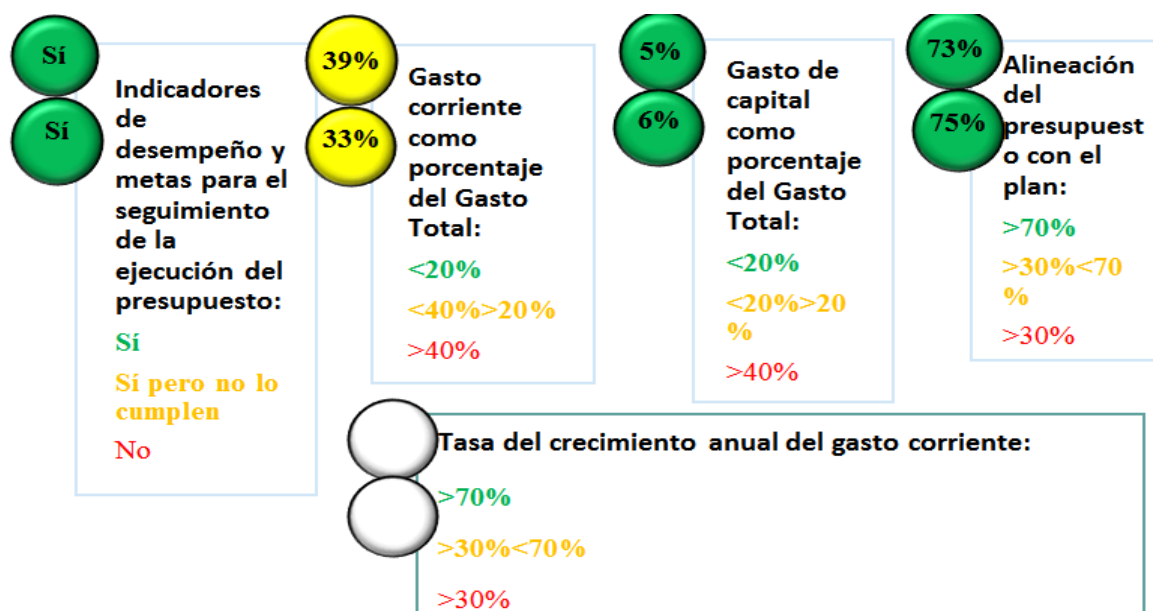 Sí
Sí
Indicadores
de
desempeño y
metas para el
seguimiento
de la
ejecución del
presupuesto:
Sí
Sí pero no lo
cumplen
No
39%
33%
Gasto
corriente
como
porcentaje
del Gasto
Total:
<20%
<40%>20%
>40%
5%
6%
Gasto de
capital
como
porcentaje
del Gasto
Total:
<20%
<20%>20
%
>40%
73%
75%
Alineación
del
presupuest
o con el
plan:
>70%
>30%<70
%
>30%
Tasa del crecimiento anual del gasto corriente:
>70%
>30%<70%
>30%